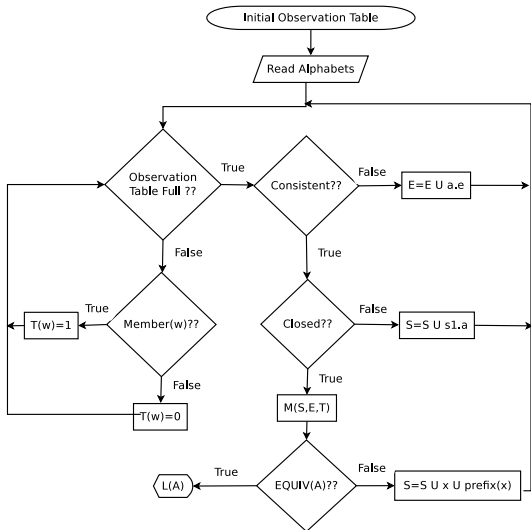 Initial Observation Table
Read Alphabets
True
False
Observation
Table Full ??
Consistent??
E=E U a.e
False
True
True
False
T(w)=1
Member(w)??
Closed??
S=S U s1.a
False
True
T(w)=0
M(S,E,T)
True
False
L(A)
EQUIV(A)??
S=S U x U prefix(x)